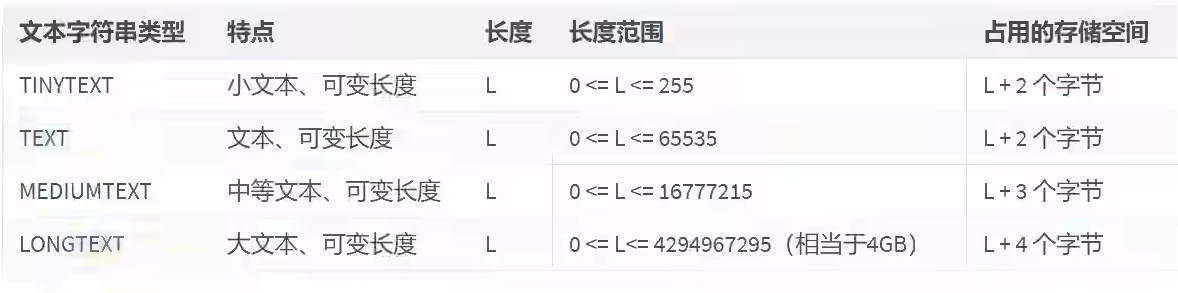 文本字符串类型 特点 长度 长度范围 占用的存储空间
TINYTEXT 小文本、可变长度 L 0 <= L <= 255 L + 2 个字节
TEXT 文本、可变长度 L 0 <= L <= 65535 L + 2 个字节
MEDIUMTEXT 中等文本、可变长度 L 0 <= L <= 16777215 L + 3 个字节
LONGTEXT 大文本、可变长度 L 0 <= L<= 4294967295（相当于4GB） L + 4 个字节